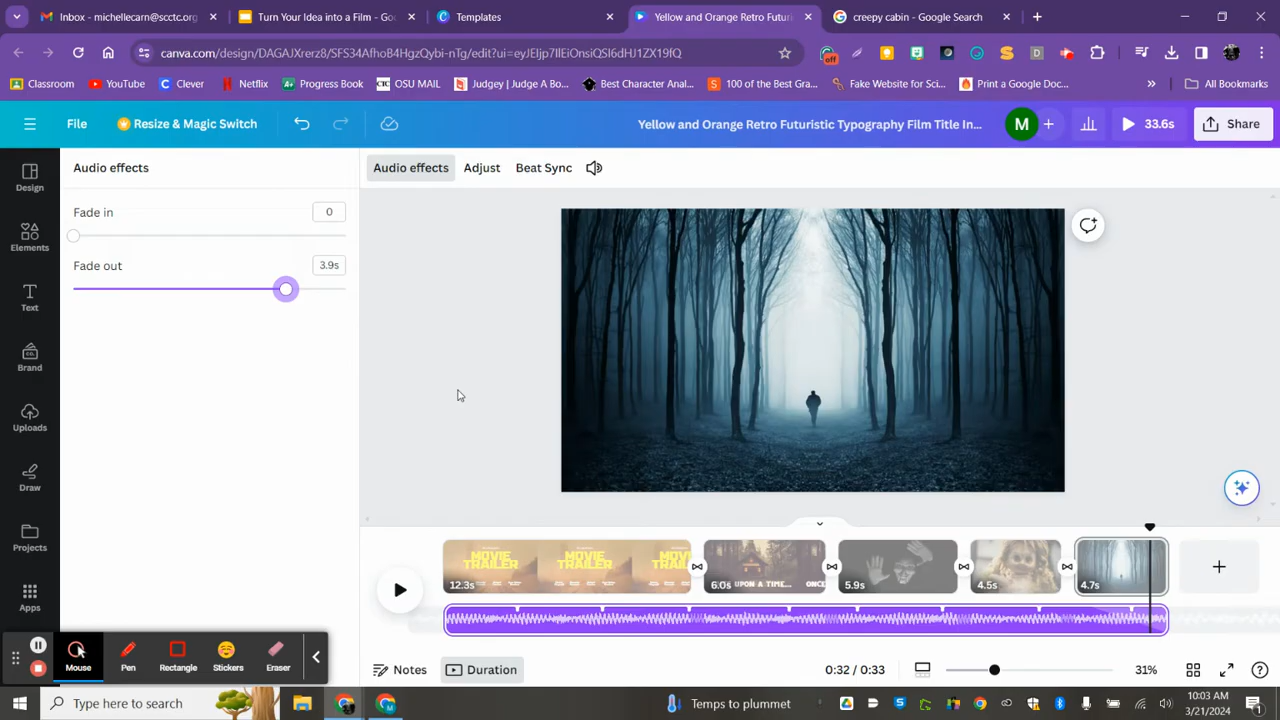 Inbox - michellecarn@scctc.org
Turn Your Idea into a Film - Go
Templates
Yellow and Orange Retro Futuristic
creepy cabin - Google Search
canva.com/design/DAGAJXrerz8/SFS34AfhoB4HgzQybi-nTg/edit?ui=eyJEIjp7IlEiOnsiQSI6dHJ1ZX19fQ
off
Classroom
YouTube
Clever
Netflix
Progress Book
OSU MAIL
Judgey | Judge A Bo...
Best Character Anal...
100 of the Best Gra...
Fake Website for Sci...
Print a Google Doc...
All Bookmarks
File
Resize & Magic Switch
Yellow and Orange Retro Futuristic Typography Film Title In...
M
33.6s
Share
Design
Elements
Text
Brand
Uploads
Draw
Projects
Apps
Audio effects
Fade in
0
Fade out
3.9s
Audio effects
Adjust
Beat Sync
MOVIE TRAILER
MOVIE TRAILER
12.3s
6.0s
UPON A TIME...
ONCE
5.9s
4.5s
4.7s
Mouse
Pen
Rectangle
Stickers
Eraser
Notes
Duration
0:32 / 0:33
31%
Type here to search
Temps to plummet
10:03 AM
3/21/2024